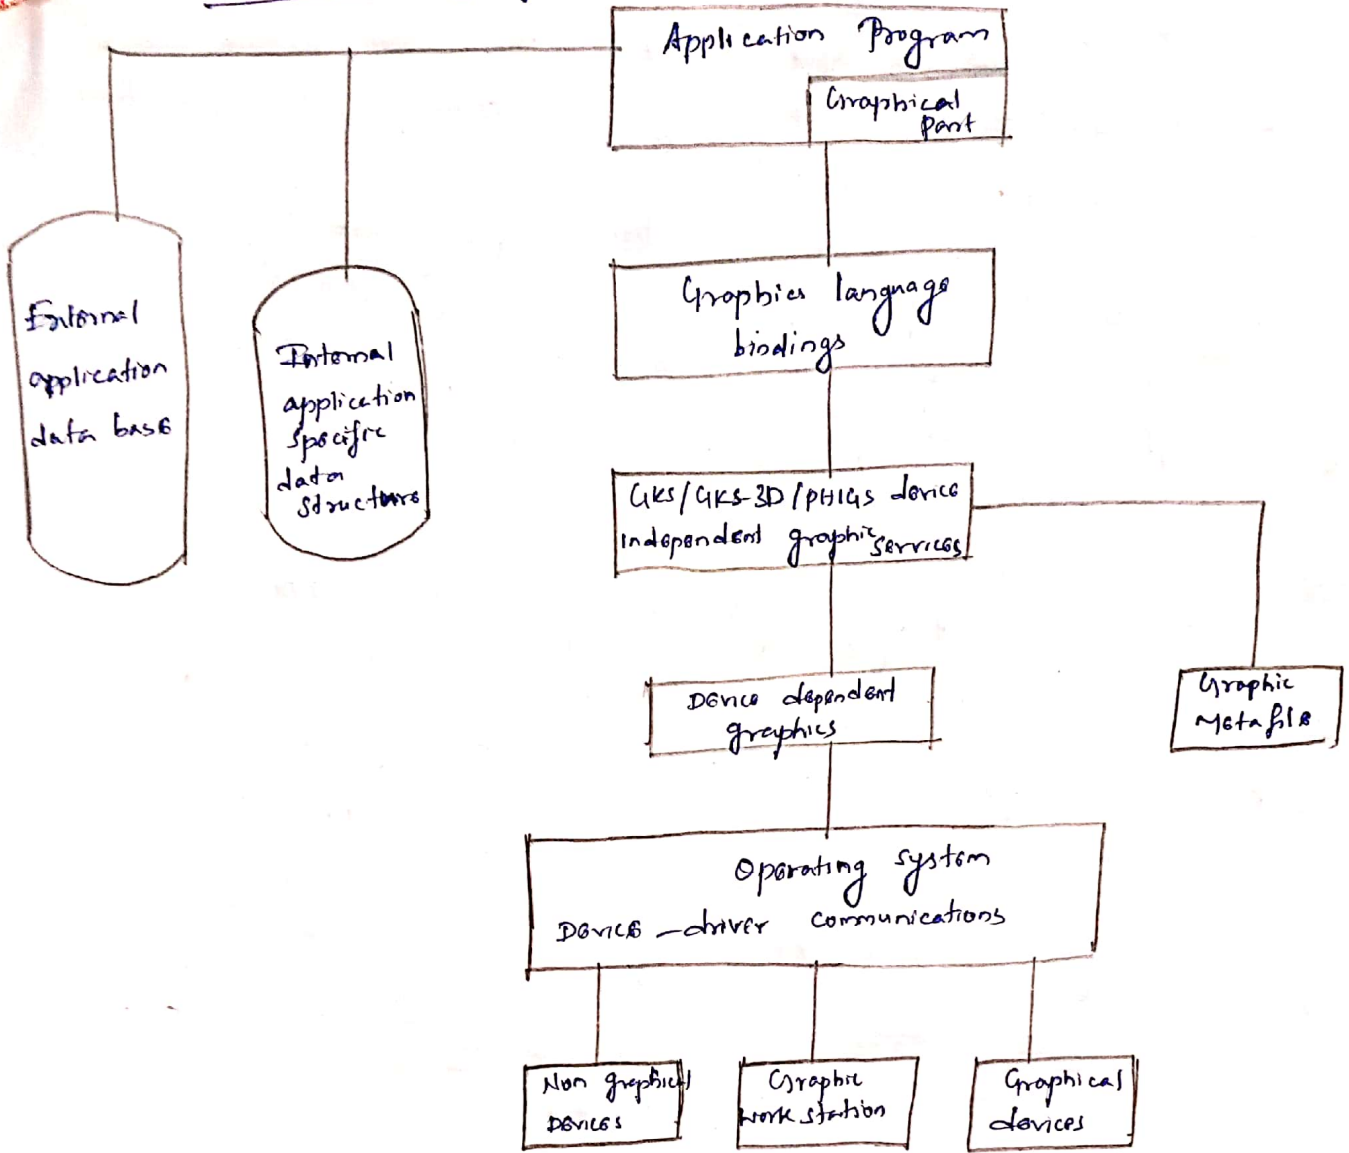 Application Program
Graphical
part
External
application
data base
Internal
application
specific
data
structure
Graphics language
bindings
GKS/GKS-3D/PHIGS device
independent graphic services
Device dependent
graphics
Graphic
Metafile
Operating system
Device-driver communications
Non graphical
Devices
Graphic
work station
Graphical
devices